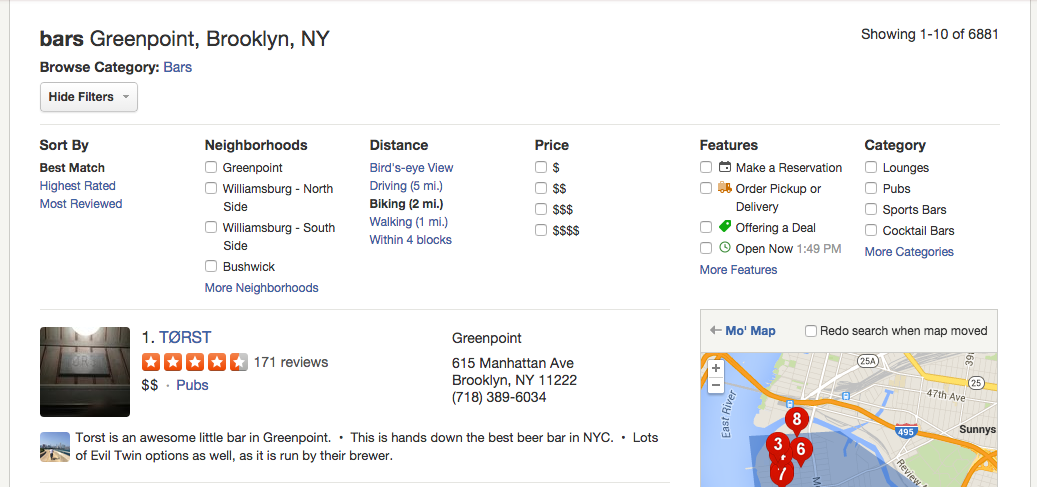 bars Greenpoint, Brooklyn, NY
Showing 1-10 of 6881
Browse Category: Bars
Hide Filters
Sort By
Best Match
Highest Rated
Most Reviewed
Neighborhoods
Greenpoint
Williamsburg - North
Side
Williamsburg - South
Side
Bushwick
More Neighborhoods
Distance
Bird's-eye View
Driving (5 mi.)
Biking (2 mi.)
Walking (1 mi.)
Within 4 blocks
Price
$
$$
$$$
$$$$
Features
Make a Reservation
Order Pickup or
Delivery
Offering a Deal
Open Now 1:49 PM
More Features
Category
Lounges
Pubs
Sports Bars
Cocktail Bars
More Categories
1. TØRST
171 reviews
$$ · Pubs
Greenpoint
615 Manhattan Ave
Brooklyn, NY 11222
(718) 389-6034
Torst is an awesome little bar in Greenpoint. • This is hands down the best beer bar in NYC. • Lots
of Evil Twin options as well, as it is run by their brewer.
Mo' Map
Redo search when map moved
+
−
25A
39
25
47th Ave
East River
8
495
Sunnys
3
6
7
Review Av